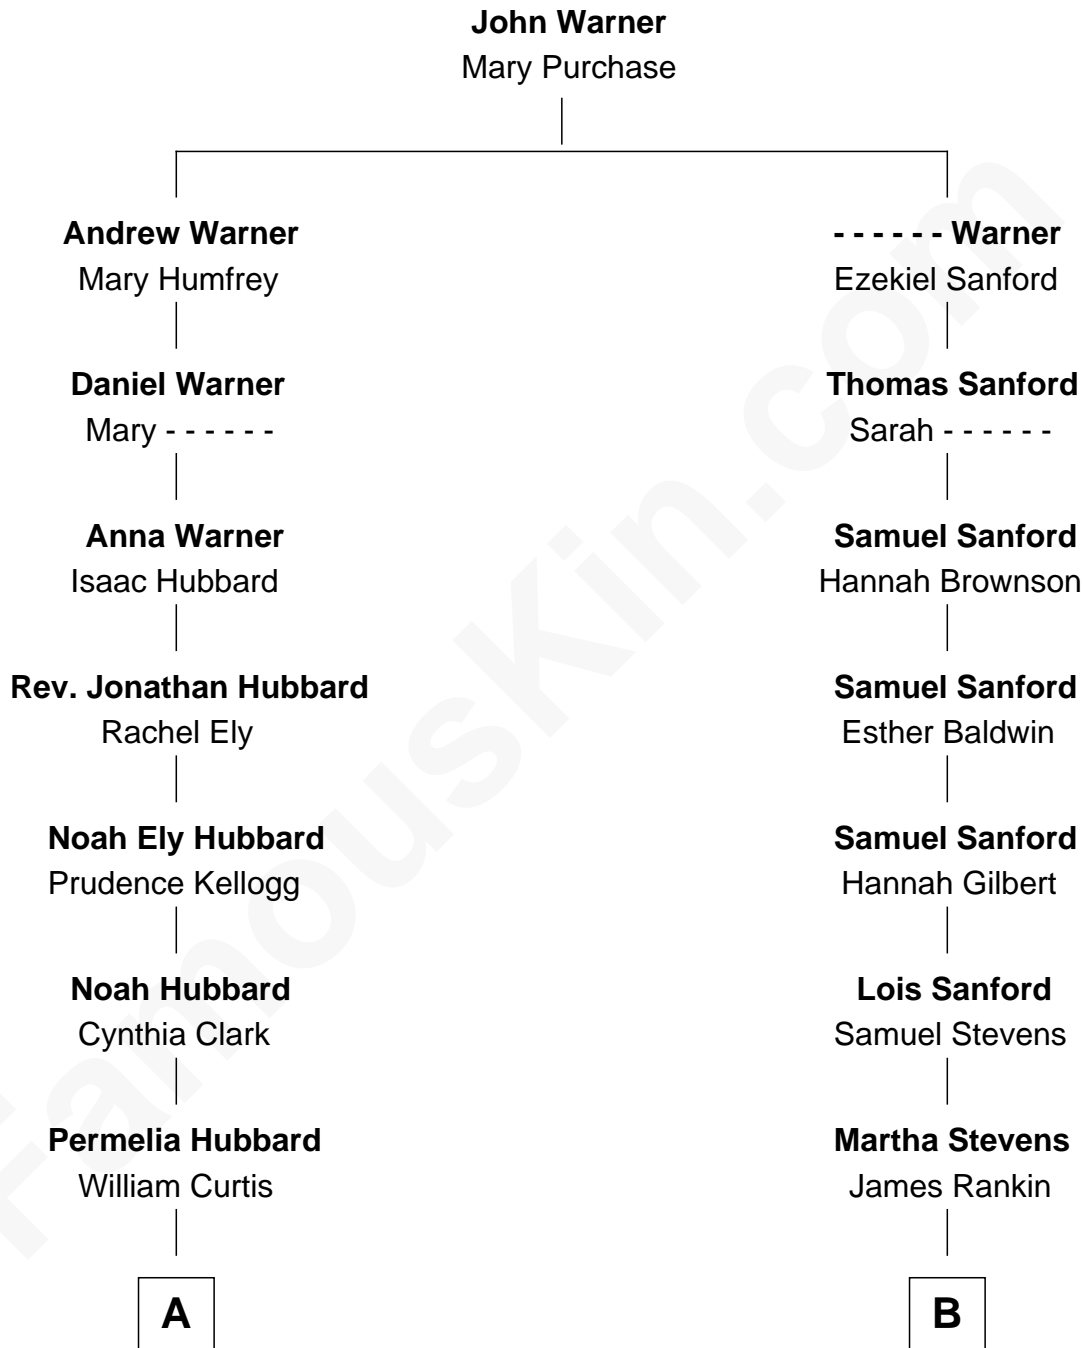 John Warner
Mary Purchase
Andrew Warner
Mary Humfrey
- - - - - - Warner
Ezekiel Sanford
Daniel Warner
Mary - - - - - -
Thomas Sanford
Sarah - - - - - -
Anna Warner
Isaac Hubbard
Samuel Sanford
Hannah Brownson
Rev. Jonathan Hubbard
Rachel Ely
Samuel Sanford
Esther Baldwin
Noah Ely Hubbard
Prudence Kellogg
Samuel Sanford
Hannah Gilbert
Noah Hubbard
Cynthia Clark
Lois Sanford
Samuel Stevens
Permelia Hubbard
William Curtis
Martha Stevens
James Rankin
A
B
FamousKin.com